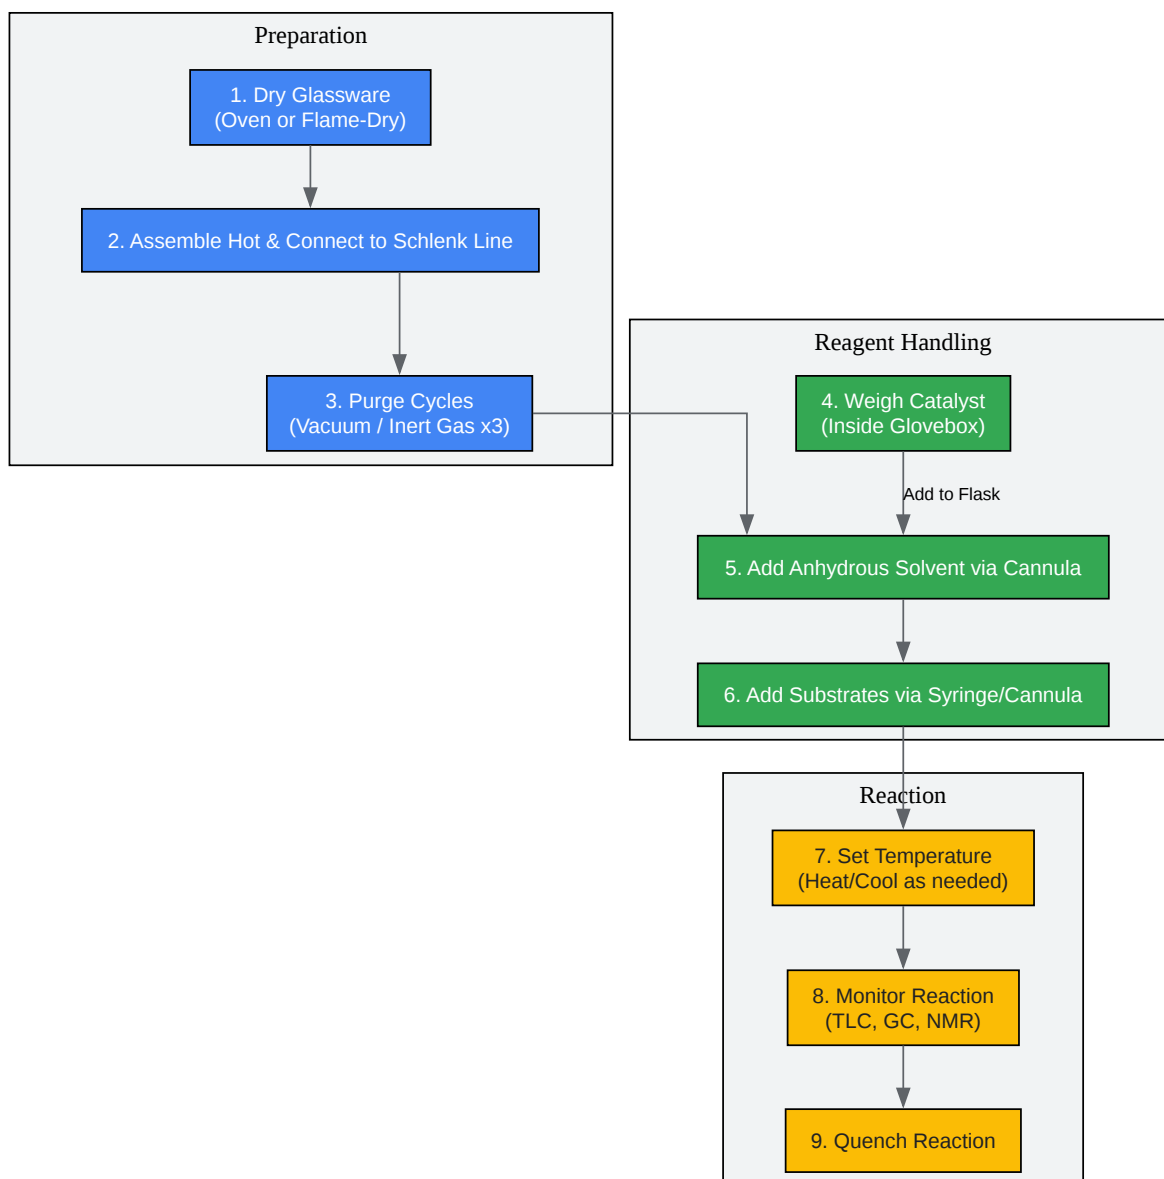 Preparation
1. Dry Glassware
(Oven or Flame-Dry)
2. Assemble Hot & Connect to Schlenk Line
3. Purge Cycles
(Vacuum / Inert Gas x3)
Reagent Handling
4. Weigh Catalyst
(Inside Glovebox)
Add to Flask
5. Add Anhydrous Solvent via Cannula
6. Add Substrates via Syringe/Cannula
Reaction
7. Set Temperature
(Heat/Cool as needed)
8. Monitor Reaction
(TLC, GC, NMR)
9. Quench Reaction